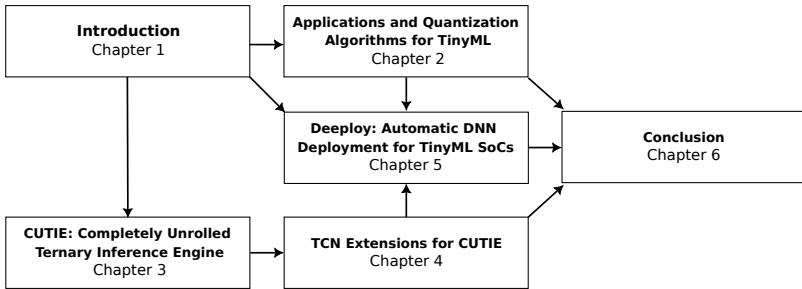 Introduction
Chapter 1
Applications and Quantization
Algorithms for TinyML
Chapter 2
Deeploy: Automatic DNN
Deployment for TinyML SoCs
Chapter 5
Conclusion
Chapter 6
CUTIE: Completely Unrolled
Ternary Inference Engine
Chapter 3
TCN Extensions for CUTIE
Chapter 4